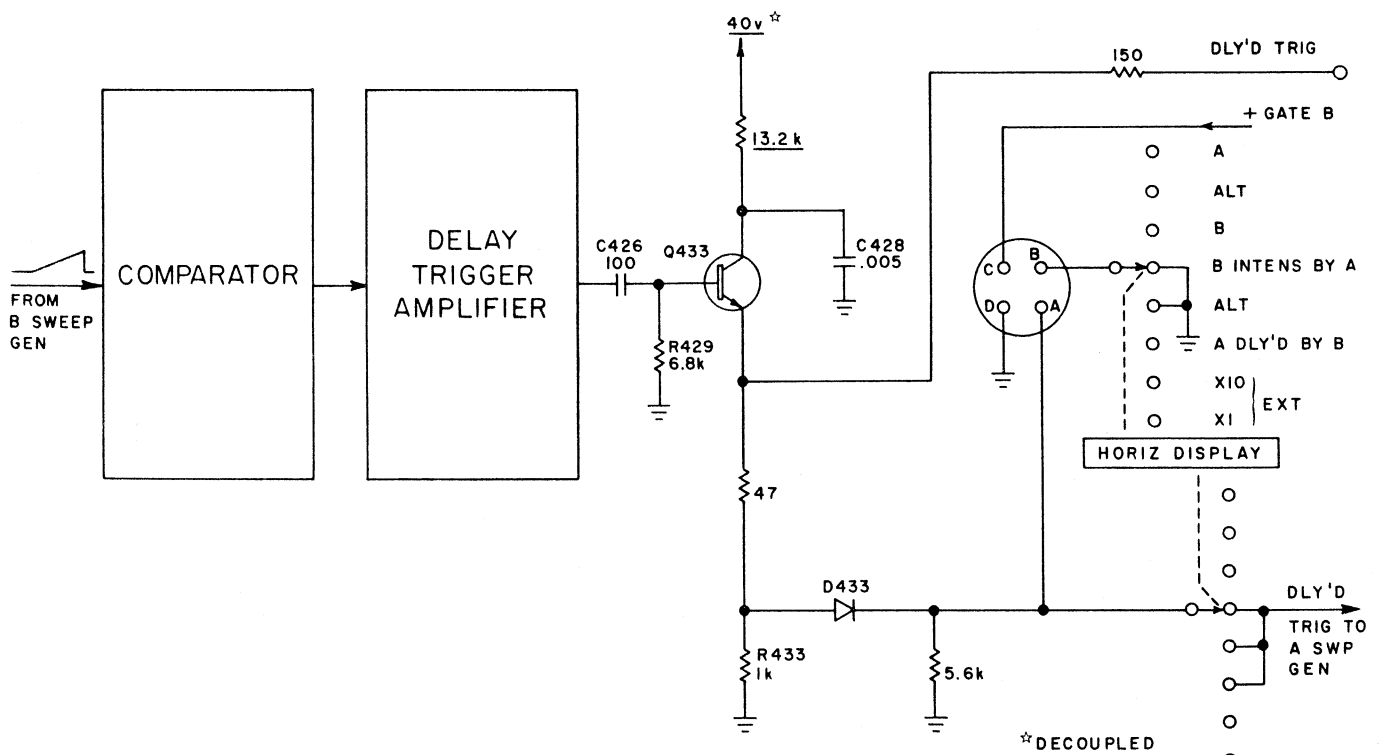 40v ☆
150
DLY'D TRIG
+ GATE B
13.2k
A
ALT
B
B INTENS BY A
ALT
A DLY'D BY B
X10
X1
EXT
HORIZ DISPLAY
COMPARATOR
FROM
B SWEEP
GEN
DELAY
TRIGGER
AMPLIFIER
C426
100
Q433
C428
.005
R429
6.8k
C
B
D
A
47
D433
R433
1k
5.6k
DLY'D
TRIG TO
A SWP
GEN
☆DECOUPLED